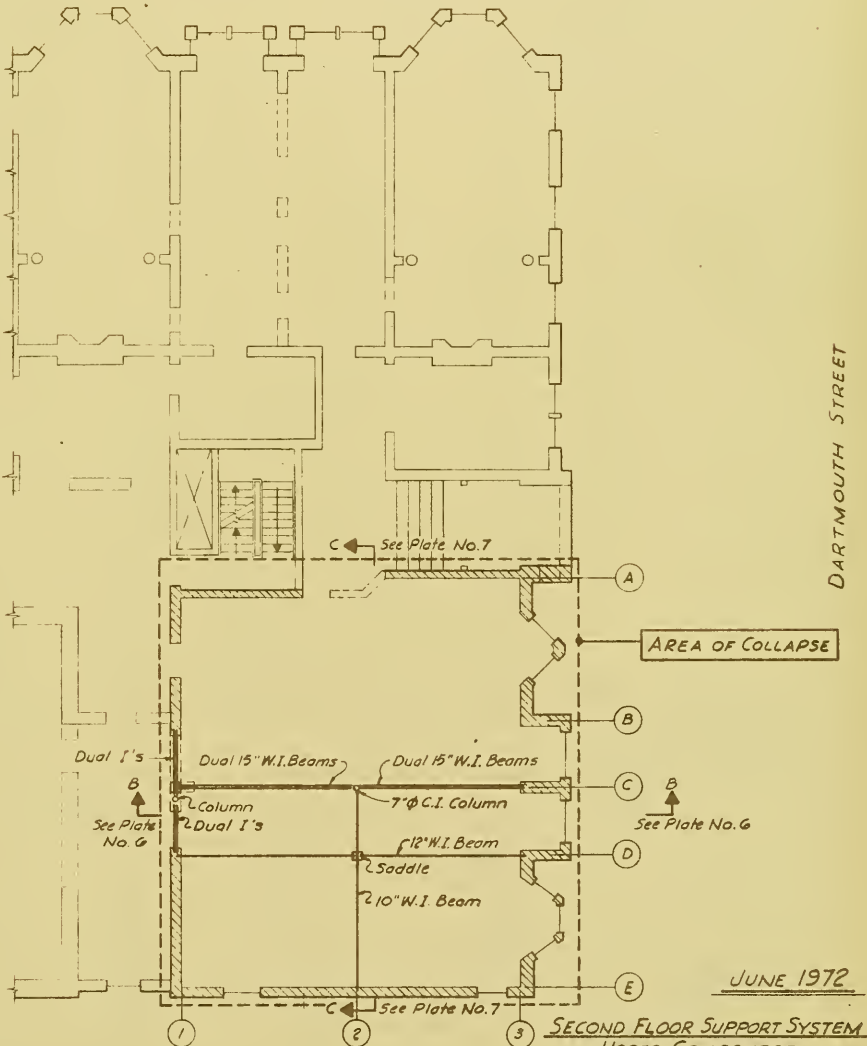 DARTMOUTH STREET
C See Plate No. 7
A
AREA OF COLLAPSE
B
Dual I's
Dual 15" W.I. Beams
Dual 15" W.I. Beams
C
B
See Plate No. 6
Column
7"ϕ C.I. Column
B
See Plate No. 6
Dual I's
12" W.I. Beam
D
Saddle
10" W.I. Beam
E
JUNE 1972
C See Plate No. 7
1
2
3
SECOND FLOOR SUPPORT SYSTEM